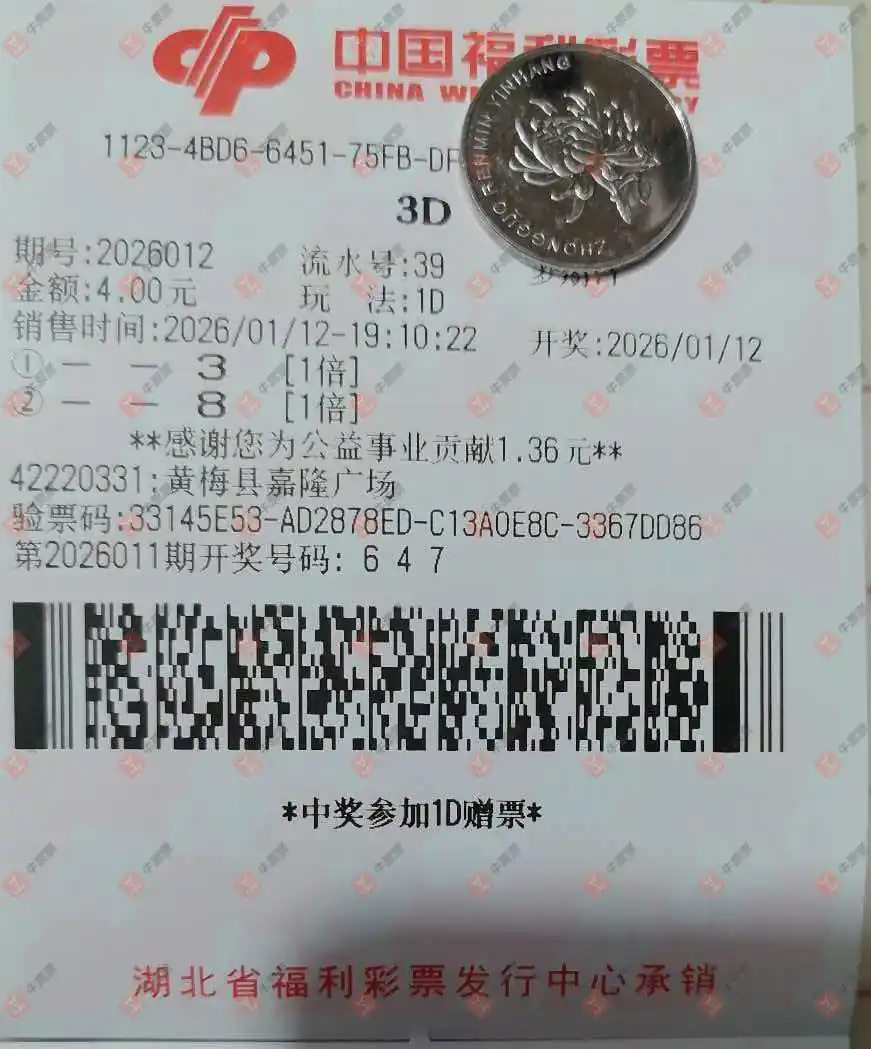 中国福利彩票
CHINA W
1123-4BD6-6451-75FB-DF
RENMIN YINHANG
ZHONGGUO
3D
期号:2026012 流水号:39
金额:4.00元 玩 法:1D
销售时间:2026/01/12-19:10:22 开奖:2026/01/12
① - - 3 [1倍]
② - - 8 [1倍]
**感谢您为公益事业贡献1.36元**
42220331:黄梅县嘉隆广场
验票码:33145E53-AD2878ED-C13A0E8C-3367DD86
第2026011期开奖号码: 6 4 7
*中奖参加1D赠票*
湖北省福利彩票发行中心承销